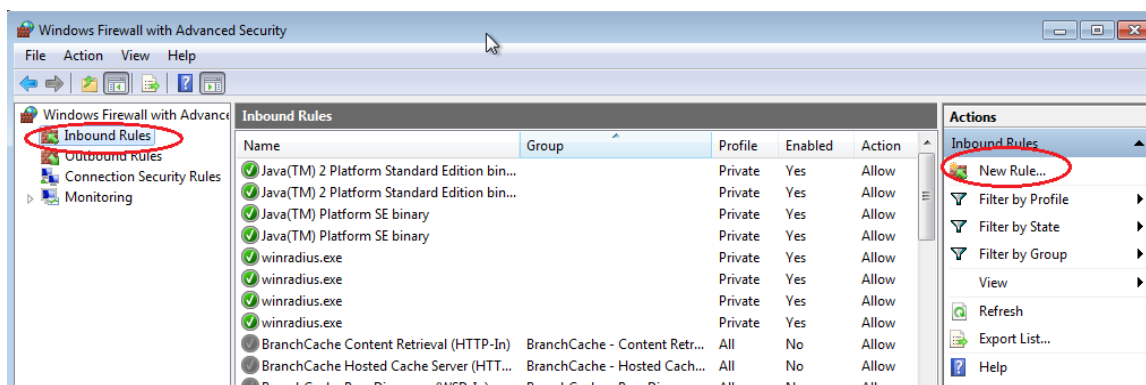 Windows Firewall with Advanced Security
File Action View Help
Windows Firewall with Advance
Inbound Rules
Outbound Rules
Connection Security Rules
Monitoring
Inbound Rules
Name Group Profile Enabled Action
Java(TM) 2 Platform Standard Edition bin... Private Yes Allow
Java(TM) 2 Platform Standard Edition bin... Private Yes Allow
Java(TM) Platform SE binary Private Yes Allow
Java(TM) Platform SE binary Private Yes Allow
winradius.exe Private Yes Allow
winradius.exe Private Yes Allow
winradius.exe Private Yes Allow
winradius.exe Private Yes Allow
BranchCache Content Retrieval (HTTP-In) BranchCache - Content Retr... All No Allow
BranchCache Hosted Cache Server (HTT... BranchCache - Hosted Cach... All No Allow
Actions
Inbound Rules
New Rule...
Filter by Profile
Filter by State
Filter by Group
View
Refresh
Export List...
Help